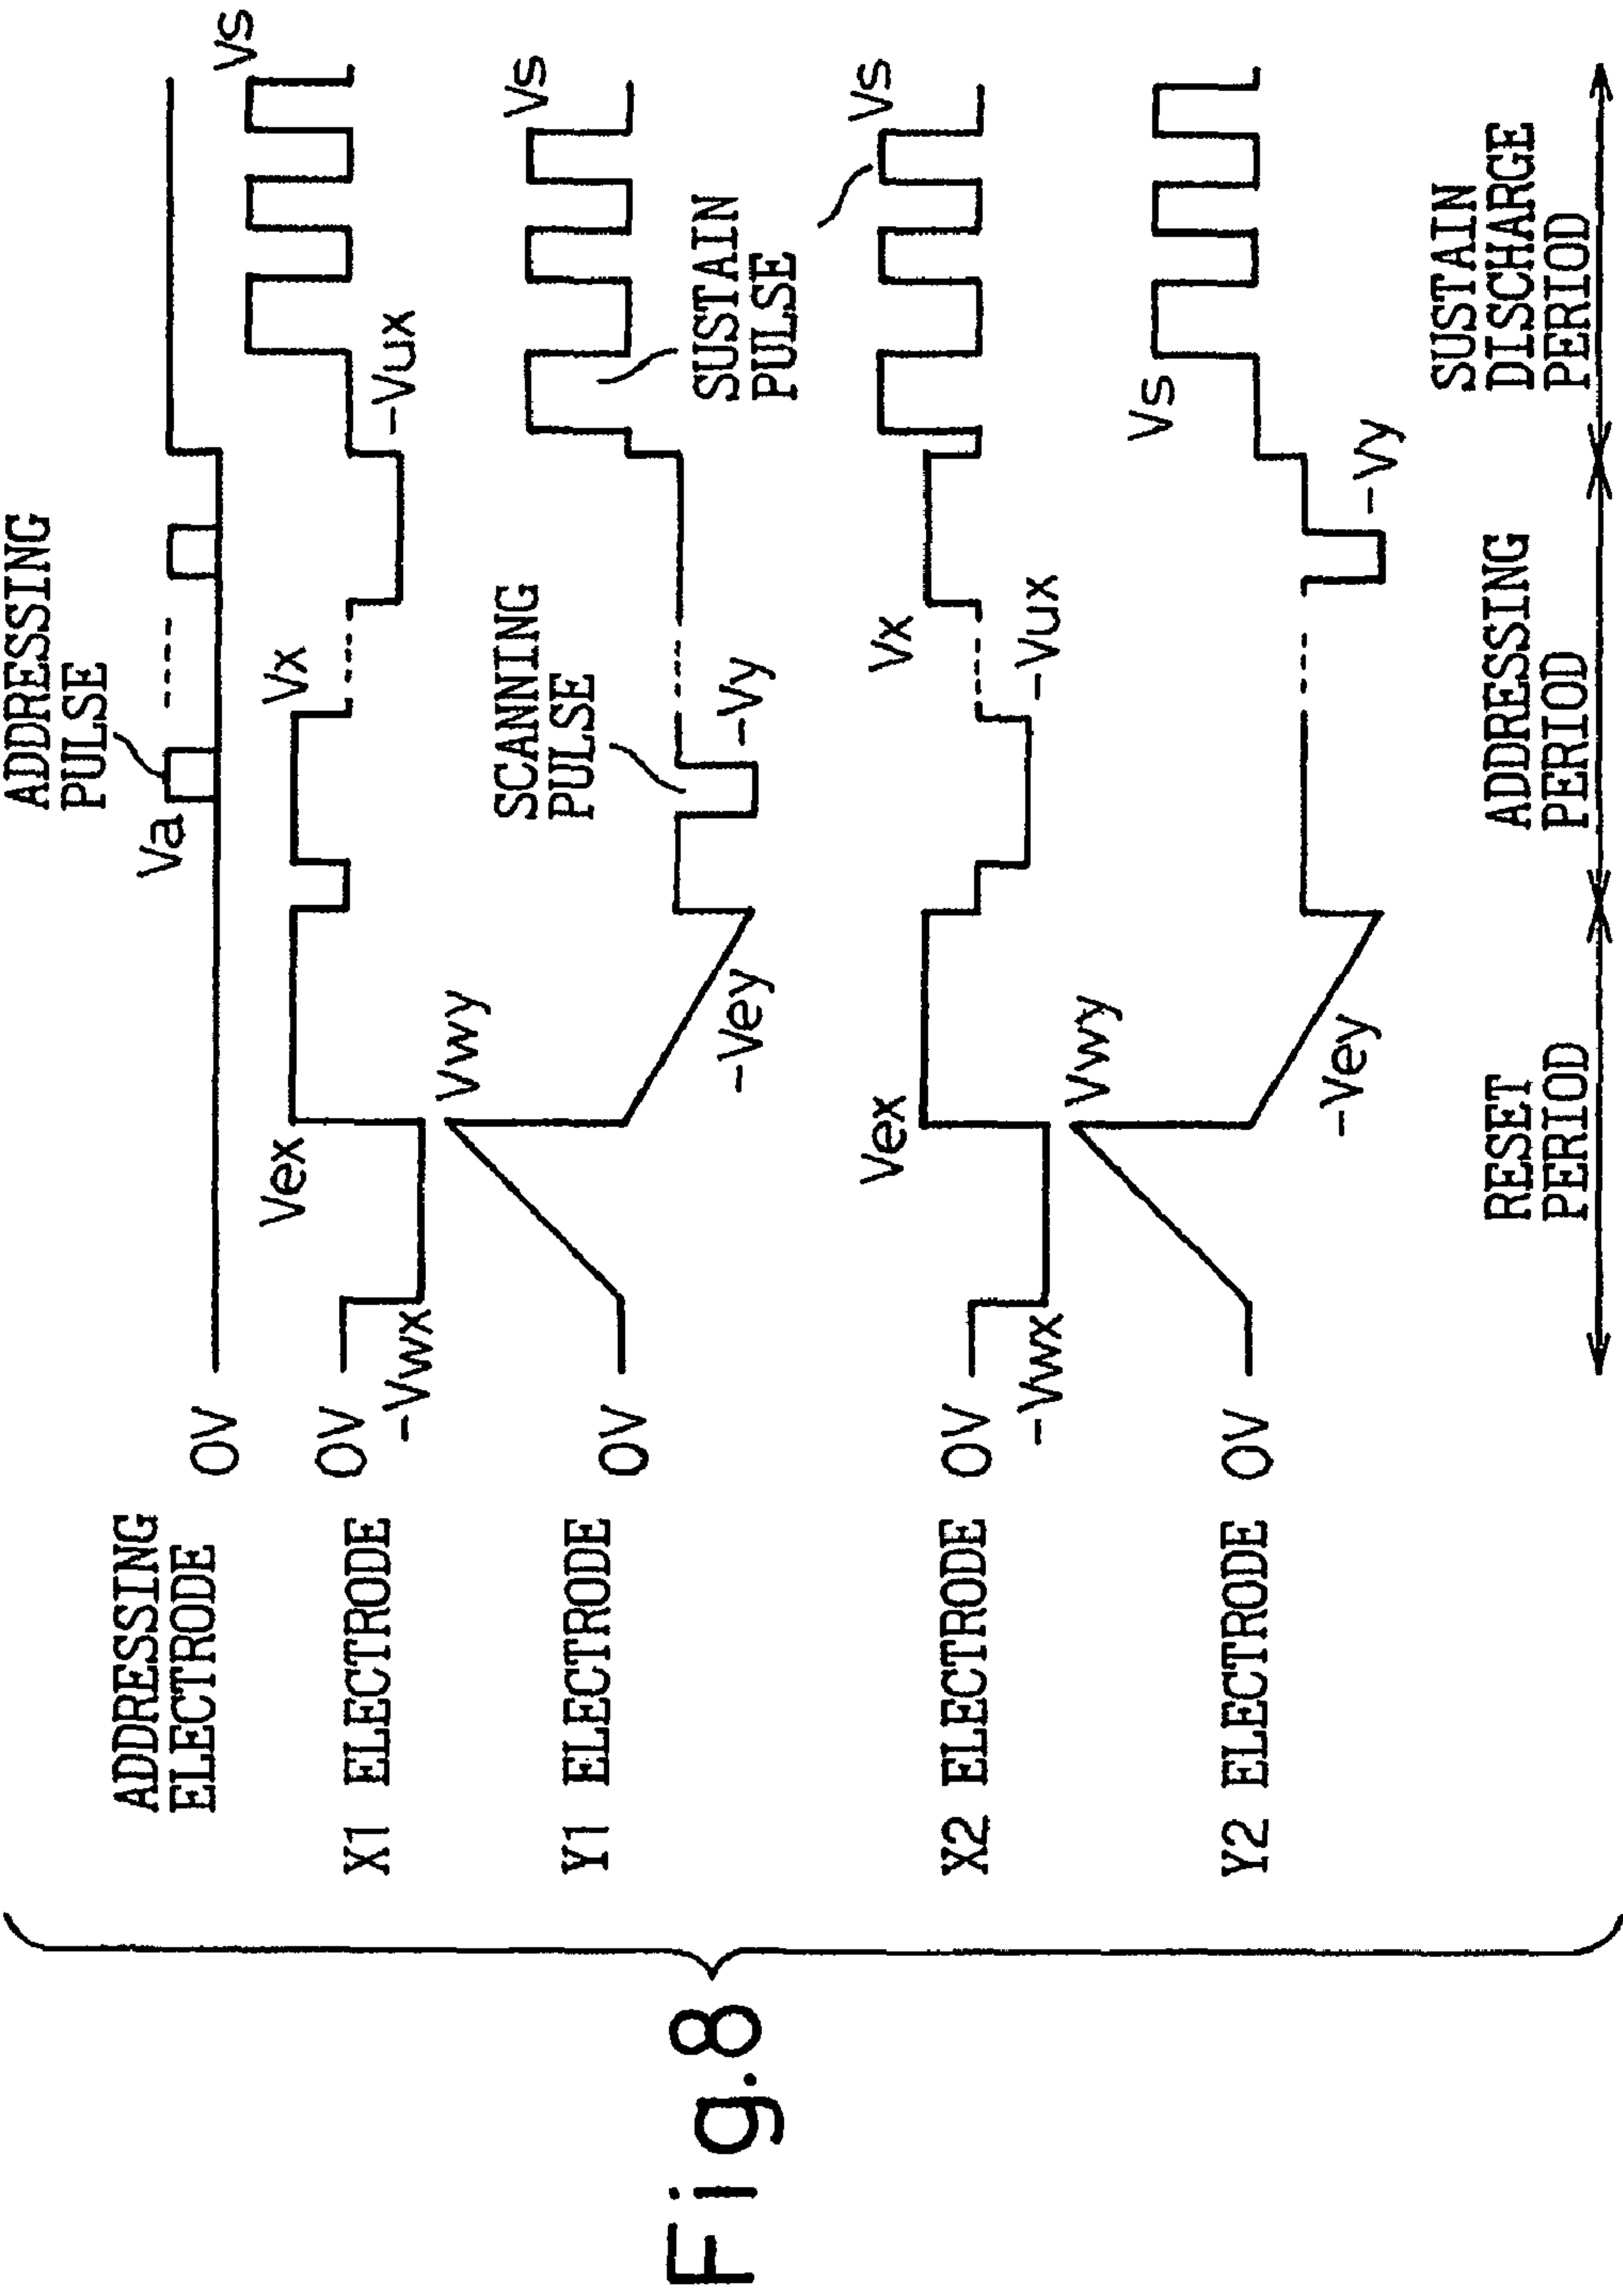 Fig.8
ADDRESSING
ELECTRODE
0V
ADDRESSING
PULSE
Va
X1 ELECTRODE
0V
-Vwx
Vex
Vx
-Vux
Vs
Y1 ELECTRODE
0V
Vwy
-Vey
SCANNING
PULSE
-Vy
Vs
SUSTAIN
PULSE
X2 ELECTRODE
0V
-Vwx
Vex
-Vux
Vx
Vs
Y2 ELECTRODE
0V
Vwy
-Vey
-Vy
Vs
RESET
PERIOD
ADDRESSING
PERIOD
SUSTAIN
DISCHARGE
PERIOD